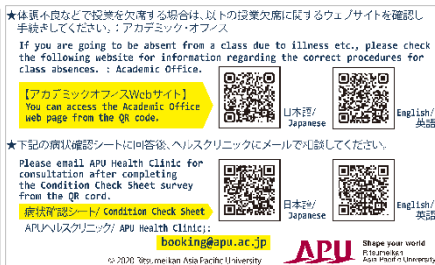 ★体調不良などで授業を欠席する場合は、以下の授業欠席に関するウェブサイトを確認し
手続きしてください。：アカデミック・オフィス
If you are going to be absent from a class due to illness etc., please check
the following website for information regarding the correct procedures for
class absences. : Academic Office.
【アカデミックオフィスWebサイト】
You can access the Academic Office
web page from the QR code.
日本語/
Japanese
English/
英語
★下記の病状確認シートに回答後、ヘルスクリニックにメールで相談してください。
Please email APU Health Clinic for
consultation after completing
the Condition Check Sheet survey
from the QR cord.
病状確認シート/ Condition Check Sheet
APUヘルスクリニック/ APU Health Clinic;:
booking@apu.ac.jp
日本語/
Japanese
English/
英語
© 2020 Ritsumeikan Asia Pacific University
APU
Shape your world
Ritsumeikan
Asia Pacific University